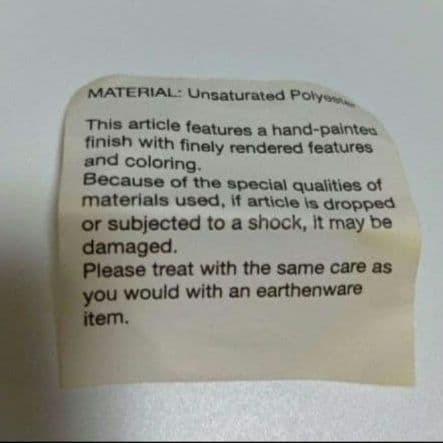 MATERIAL: Unsaturated Polyester
This article features a hand-painted
finish with finely rendered features
and coloring.
Because of the special qualities of
materials used, if article is dropped
or subjected to a shock, it may be
damaged.
Please treat with the same care as
you would with an earthenware
item.